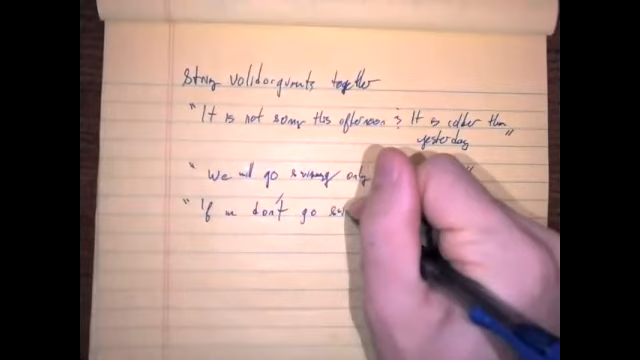 String valid arguments together
"It is not sunny this afternoon & It is colder than
yesterday"
"We will go swimming only "
"If we don't go